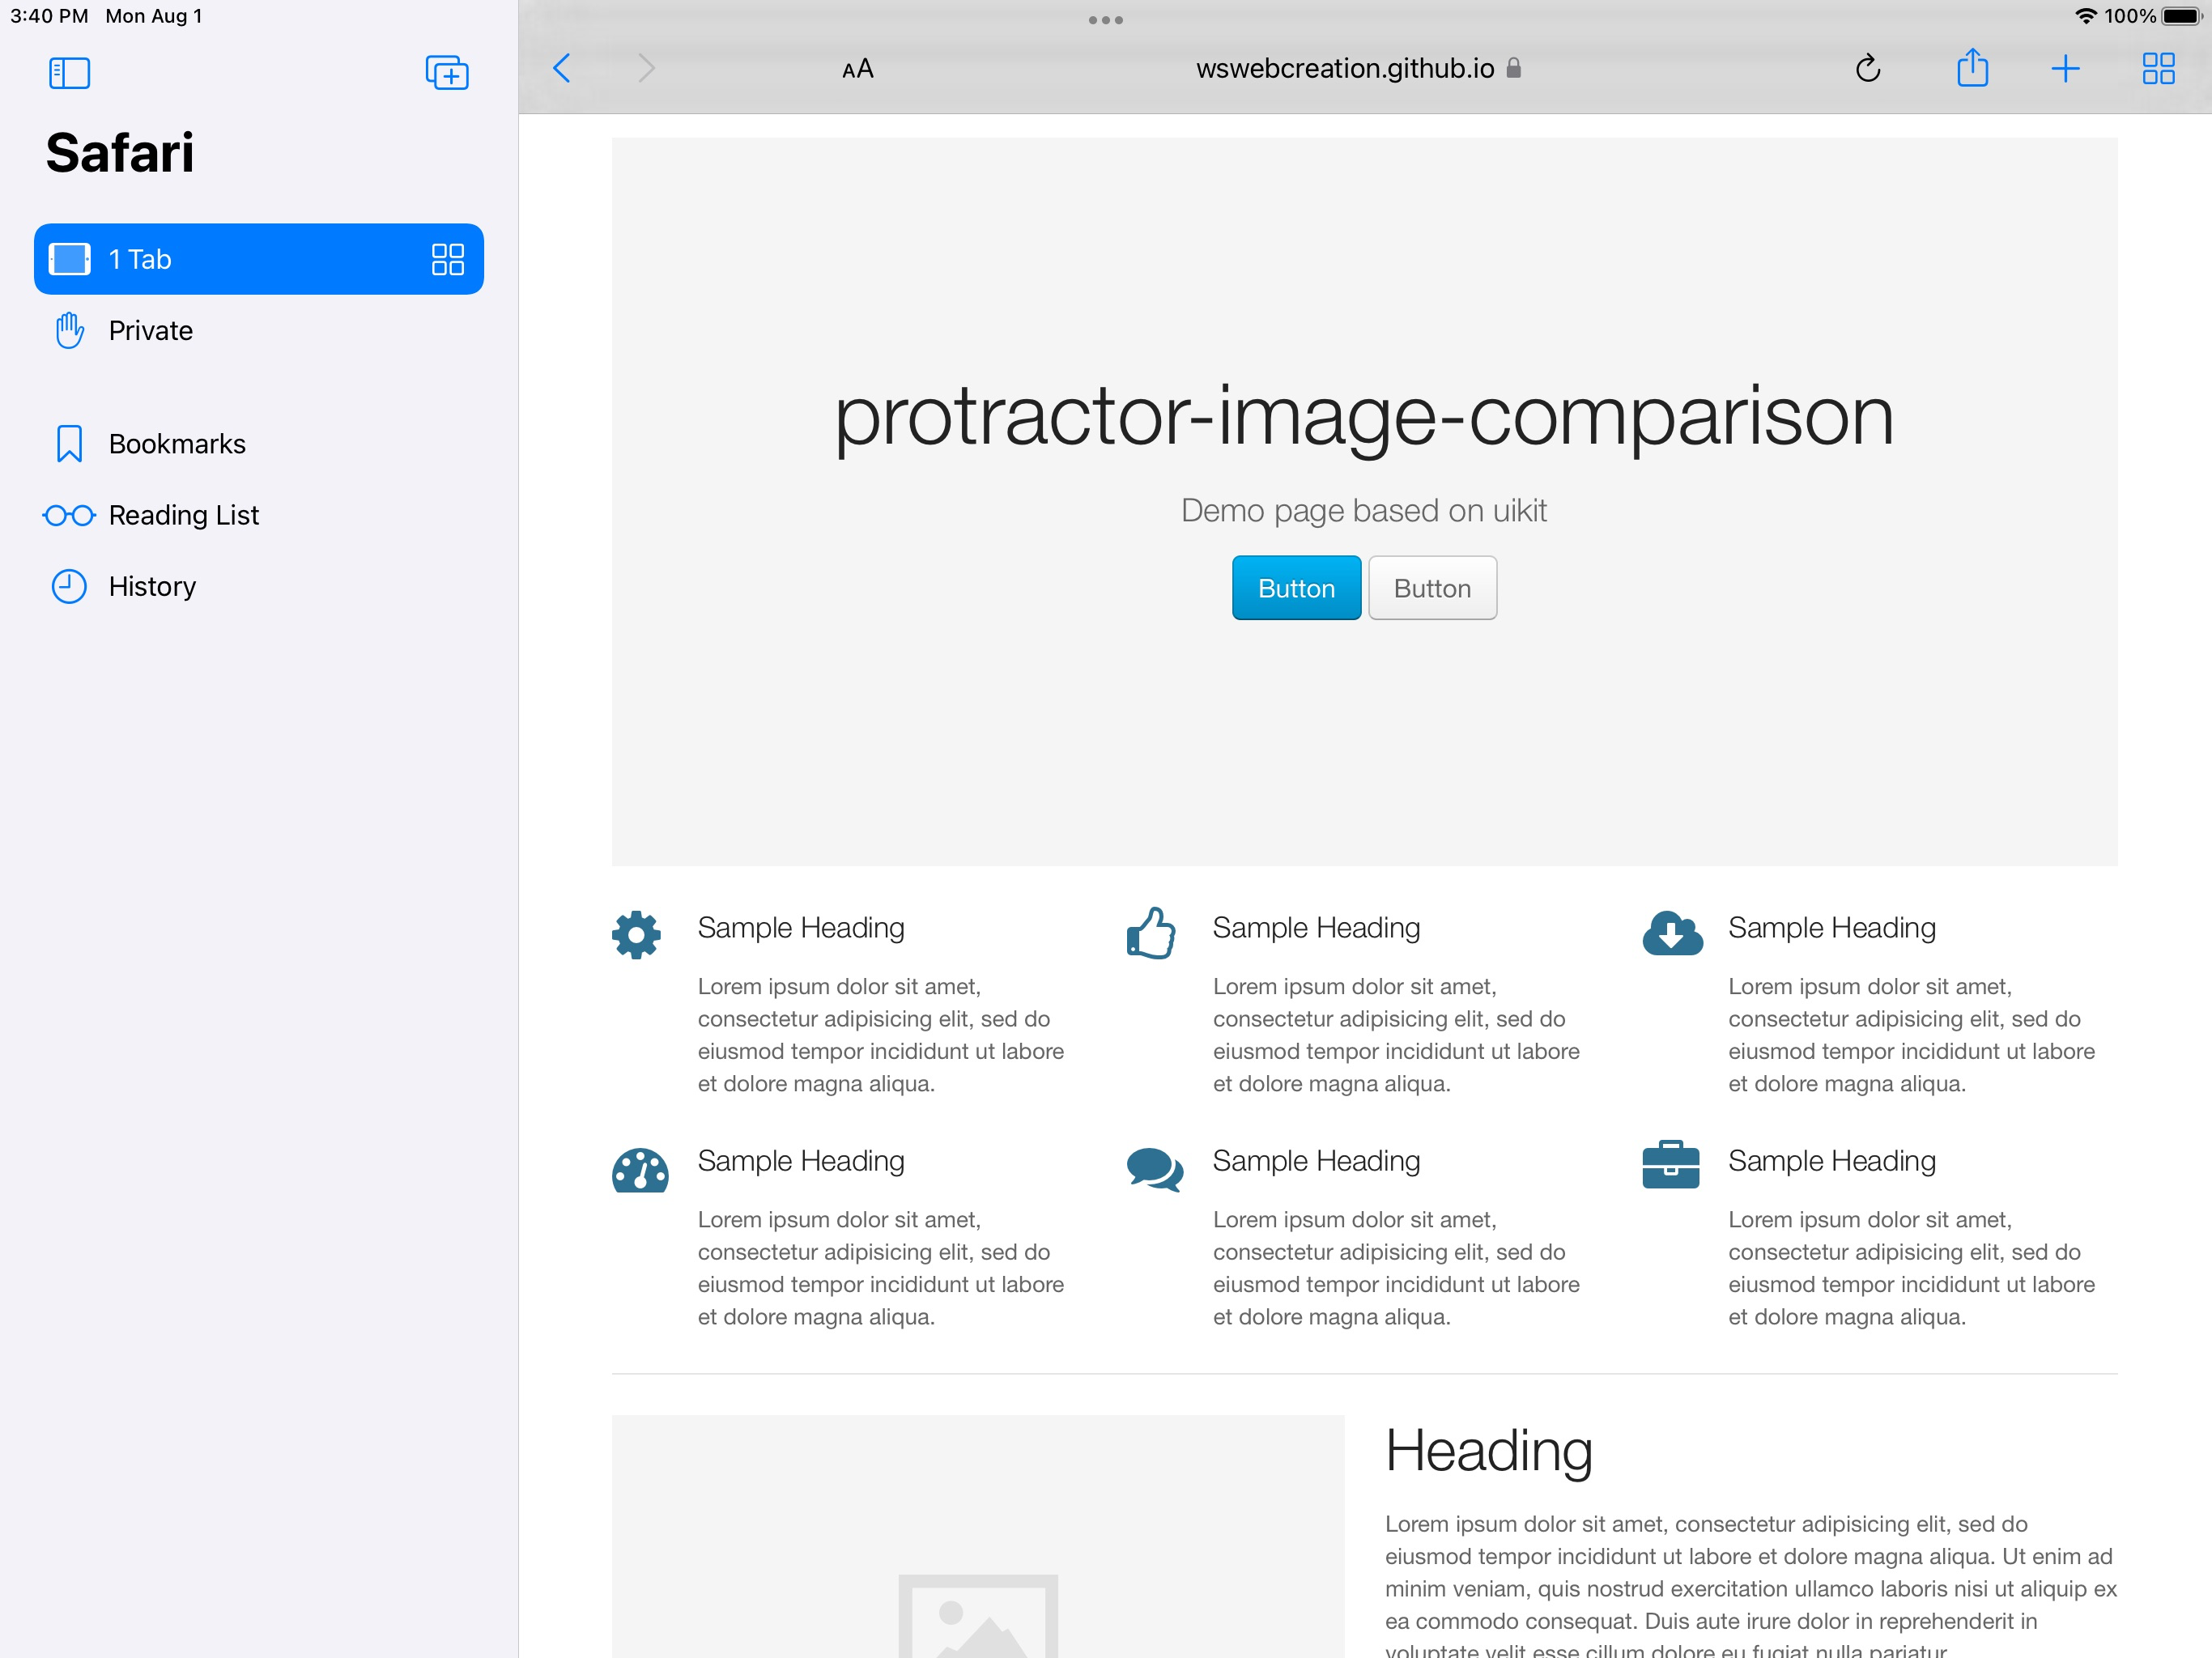 3:40 PM Mon Aug 1
100%
Safari
1 Tab
Private
Bookmarks
Reading List
History
AA
wswebcreation.github.io
protractor-image-comparison
Demo page based on uikit
Button Button
Sample Heading
Lorem ipsum dolor sit amet,
consectetur adipisicing elit, sed do
eiusmod tempor incididunt ut labore
et dolore magna aliqua.
Sample Heading
Lorem ipsum dolor sit amet,
consectetur adipisicing elit, sed do
eiusmod tempor incididunt ut labore
et dolore magna aliqua.
Sample Heading
Lorem ipsum dolor sit amet,
consectetur adipisicing elit, sed do
eiusmod tempor incididunt ut labore
et dolore magna aliqua.
Sample Heading
Lorem ipsum dolor sit amet,
consectetur adipisicing elit, sed do
eiusmod tempor incididunt ut labore
et dolore magna aliqua.
Sample Heading
Lorem ipsum dolor sit amet,
consectetur adipisicing elit, sed do
eiusmod tempor incididunt ut labore
et dolore magna aliqua.
Sample Heading
Lorem ipsum dolor sit amet,
consectetur adipisicing elit, sed do
eiusmod tempor incididunt ut labore
et dolore magna aliqua.
Heading
Lorem ipsum dolor sit amet, consectetur adipisicing elit, sed do
eiusmod tempor incididunt ut labore et dolore magna aliqua. Ut enim ad
minim veniam, quis nostrud exercitation ullamco laboris nisi ut aliquip ex
ea commodo consequat. Duis aute irure dolor in reprehenderit in
voluptate velit esse cillum dolore eu fugiat nulla pariatur